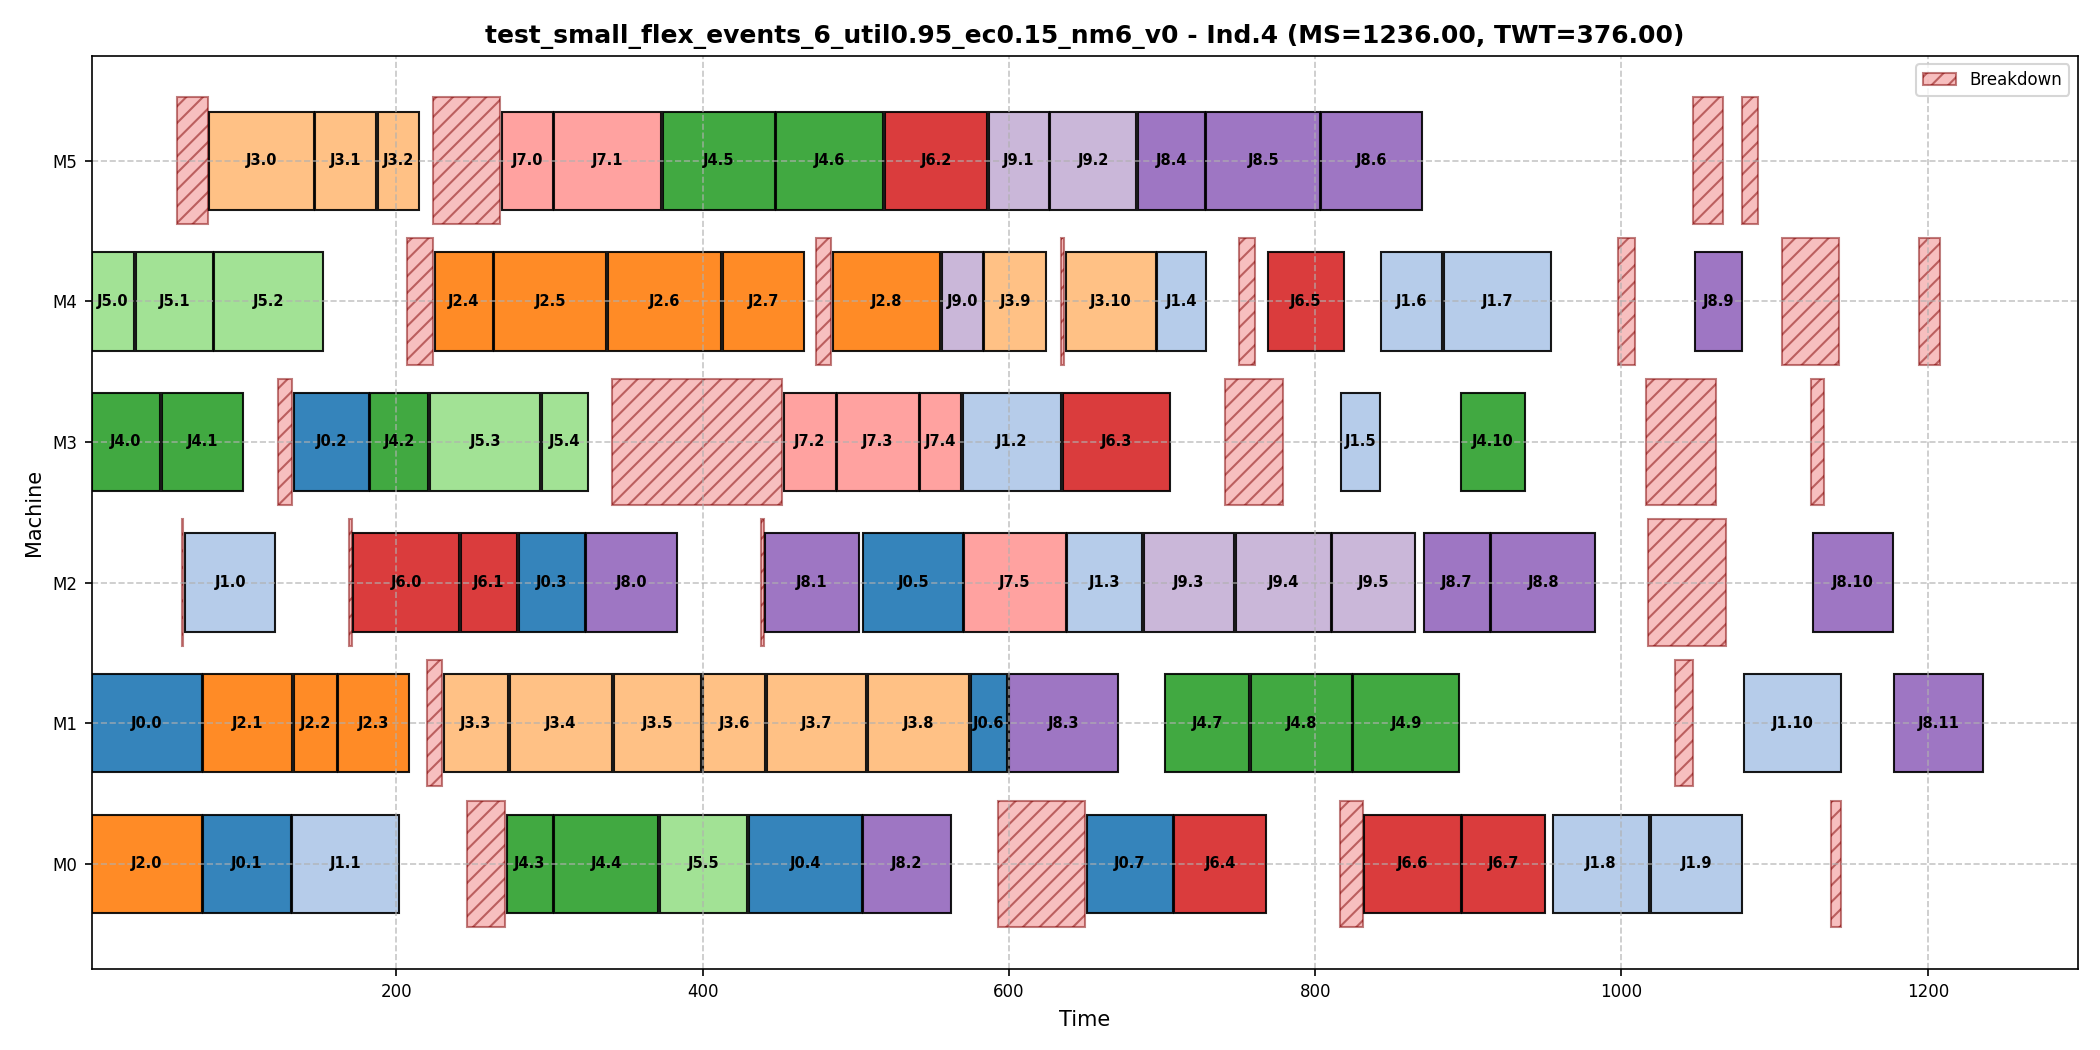 test_small_flex_events_6_util0.95_ec0.15_nm6_v0 - Ind.4 (MS=1236.00, TWT=376.00)
Breakdown
Machine
M5
J3.0 J3.1 J3.2 J7.0 J7.1 J4.5 J4.6 J6.2 J9.1 J9.2 J8.4 J8.5 J8.6
M4
J5.0 J5.1 J5.2 J2.4 J2.5 J2.6 J2.7 J2.8 J9.0 J3.9 J3.10 J1.4 J6.5 J1.6 J1.7 J8.9
M3
J4.0 J4.1 J0.2 J4.2 J5.3 J5.4 J7.2 J7.3 J7.4 J1.2 J6.3 J1.5 J4.10
M2
J1.0 J6.0 J6.1 J0.3 J8.0 J8.1 J0.5 J7.5 J1.3 J9.3 J9.4 J9.5 J8.7 J8.8 J8.10
M1
J0.0 J2.1 J2.2 J2.3 J3.3 J3.4 J3.5 J3.6 J3.7 J3.8 J0.6 J8.3 J4.7 J4.8 J4.9 J1.10 J8.11
M0
J2.0 J0.1 J1.1 J4.3 J4.4 J5.5 J0.4 J8.2 J0.7 J6.4 J6.6 J6.7 J1.8 J1.9
200 400 600 800 1000 1200
Time